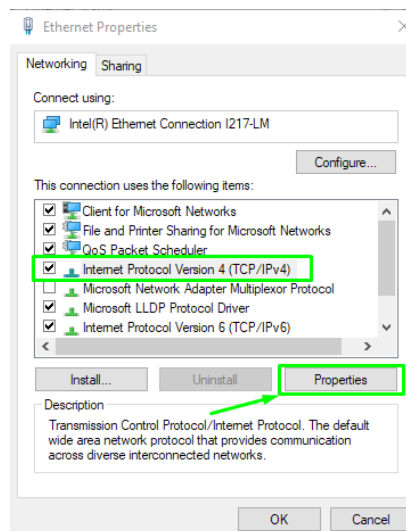 Ethernet Properties
Networking
Sharing
Connect using:
Intel(R) Ethernet Connection I217-LM
Configure...
This connection uses the following items:
Client for Microsoft Networks
File and Printer Sharing for Microsoft Networks
QoS Packet Scheduler
Internet Protocol Version 4 (TCP/IPv4)
Microsoft Network Adapter Multiplexor Protocol
Microsoft LLDP Protocol Driver
Internet Protocol Version 6 (TCP/IPv6)
Install...
Uninstall
Properties
Description
Transmission Control Protocol/Internet Protocol. The default
wide area network protocol that provides communication
across diverse interconnected networks.
OK
Cancel